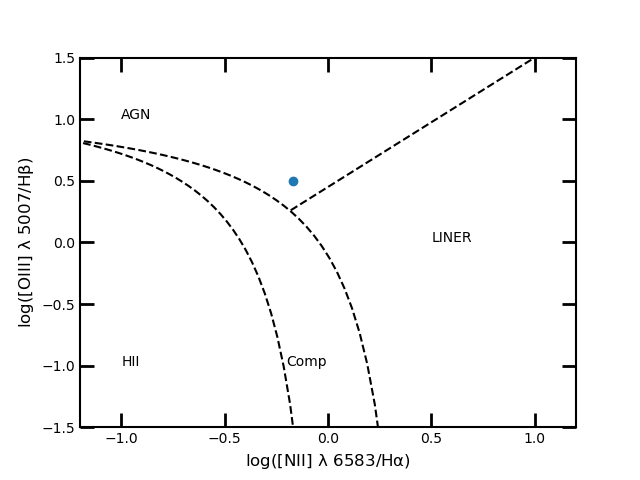 1.5
1.0
0.5
0.0
−0.5
−1.0
−1.5
log([OIII] λ 5007/Hβ)
AGN
LINER
HII
Comp
−1.0 −0.5 0.0 0.5 1.0
log([NII] λ 6583/Hα)